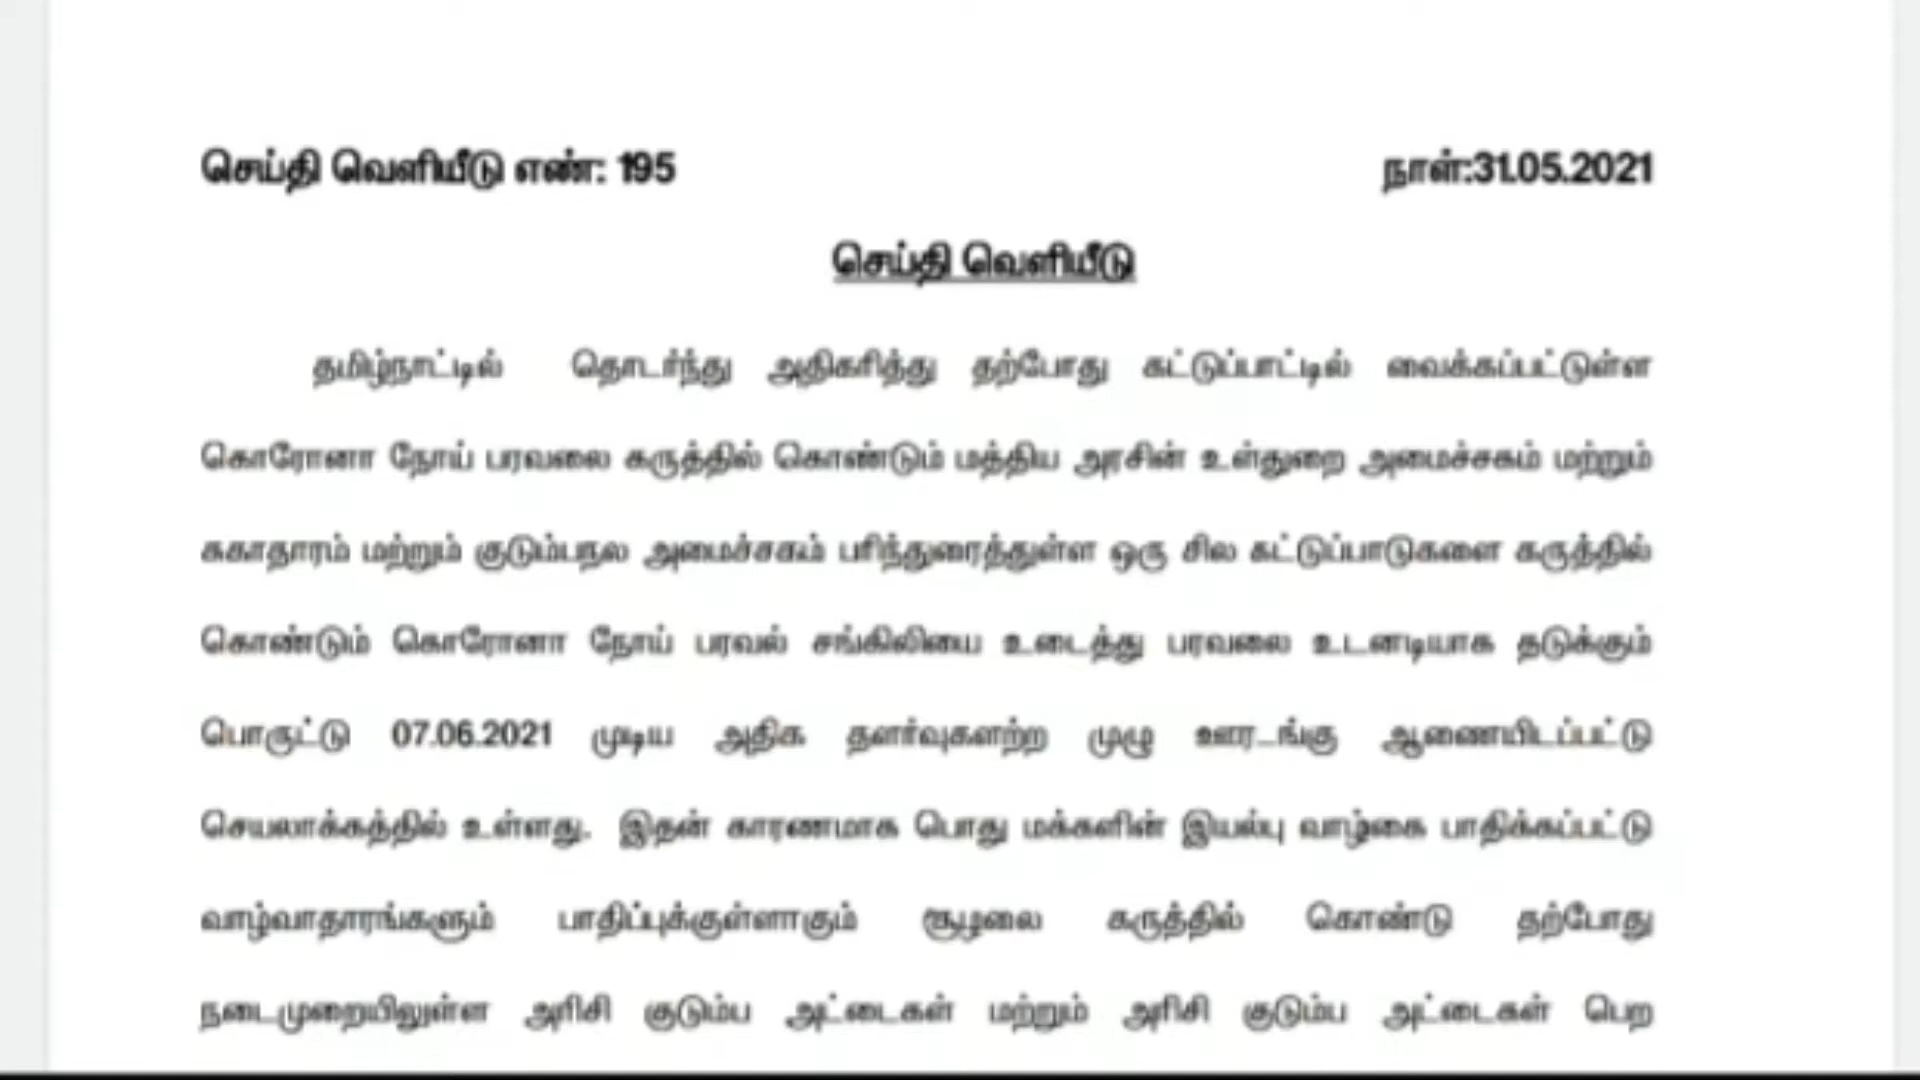 செய்தி வெளியீடு எண்: 195 நாள்:31.05.2021
செய்தி வெளியீடு
தமிழ்நாட்டில் தொடர்ந்து அதிகரித்து தற்போது கட்டுப்பாட்டில் வைக்கப்பட்டுள்ள
கொரோனா நோய் பரவலை கருத்தில் கொண்டும் மத்திய அரசின் உள்துறை அமைச்சகம் மற்றும்
சுகாதாரம் மற்றும் குடும்பநல அமைச்சகம் பரிந்துரைத்துள்ள ஒரு சில கட்டுப்பாடுகளை கருத்தில்
கொண்டும் கொரோனா நோய் பரவல் சங்கிலியை உடைத்து பரவலை உடனடியாக தடுக்கும்
பொருட்டு 07.06.2021 முடிய அதிக தளர்வுகளற்ற முழு ஊரடங்கு ஆணையிடப்பட்டு
செயலாக்கத்தில் உள்ளது. இதன் காரணமாக பொது மக்களின் இயல்பு வாழ்கை பாதிக்கப்பட்டு
வாழ்வாதாரங்களும் பாதிப்புக்குள்ளாகும் சூழலை கருத்தில் கொண்டு தற்போது
நடைமுறையிலுள்ள அரிசி குடும்ப அட்டைகள் மற்றும் அரிசி குடும்ப அட்டைகள் பெற